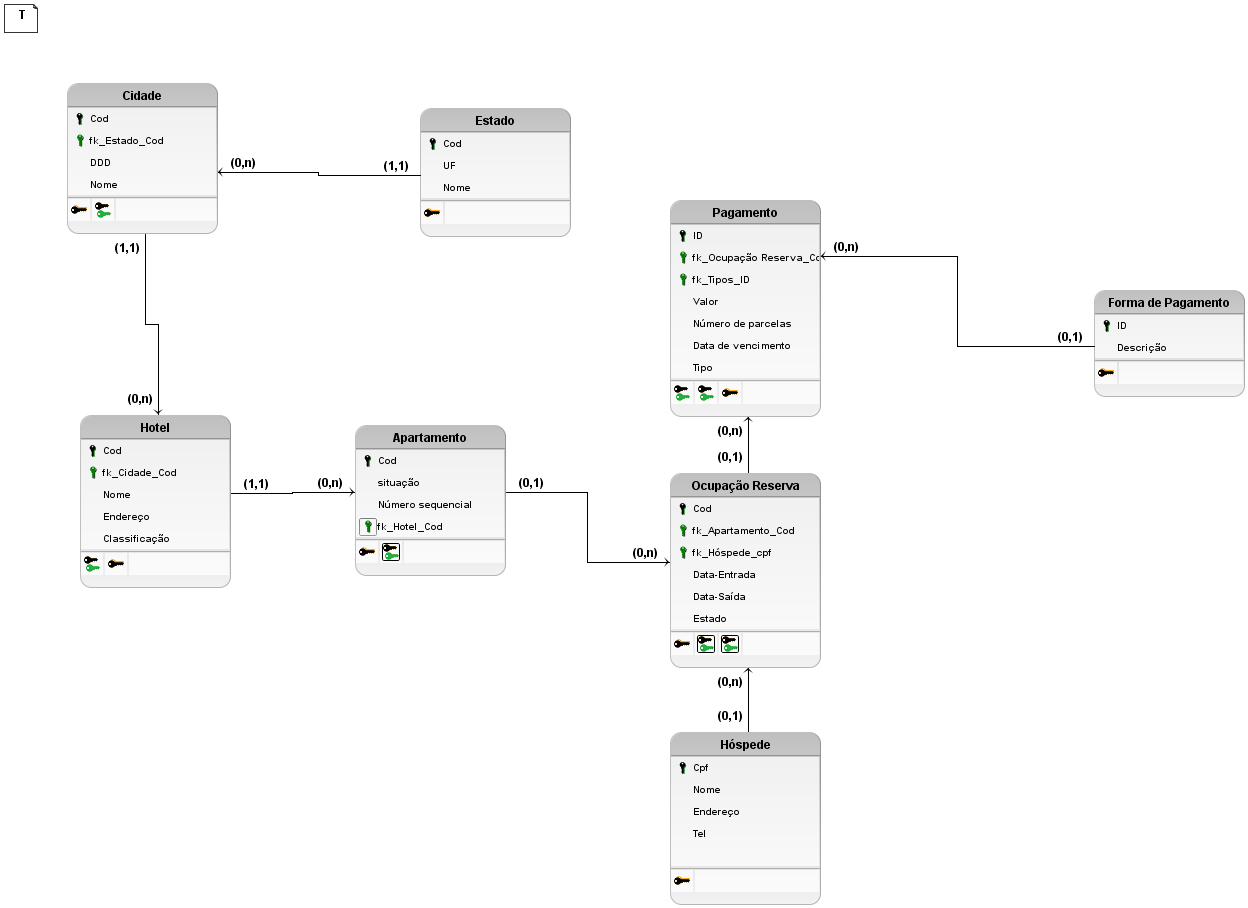 T
Cidade
Cod
fk_Estado_Cod
DDD
Nome
(0,n)
(1,1)
Estado
Cod
UF
Nome
(1,1)
(0,n)
Hotel
Cod
fk_Cidade_Cod
Nome
Endereço
Classificação
(1,1)
(0,n)
Apartamento
Cod
situação
Número sequencial
fk_Hotel_Cod
(0,1)
(0,n)
Pagamento
ID
fk_Ocupação Reserva_Co
fk_Tipos_ID
Valor
Número de parcelas
Data de vencimento
Tipo
(0,n)
(0,1)
Forma de Pagamento
ID
Descrição
(0,n)
(0,1)
Ocupação Reserva
Cod
fk_Apartamento_Cod
fk_Hóspede_cpf
Data-Entrada
Data-Saída
Estado
(0,n)
(0,1)
Hóspede
Cpf
Nome
Endereço
Tel